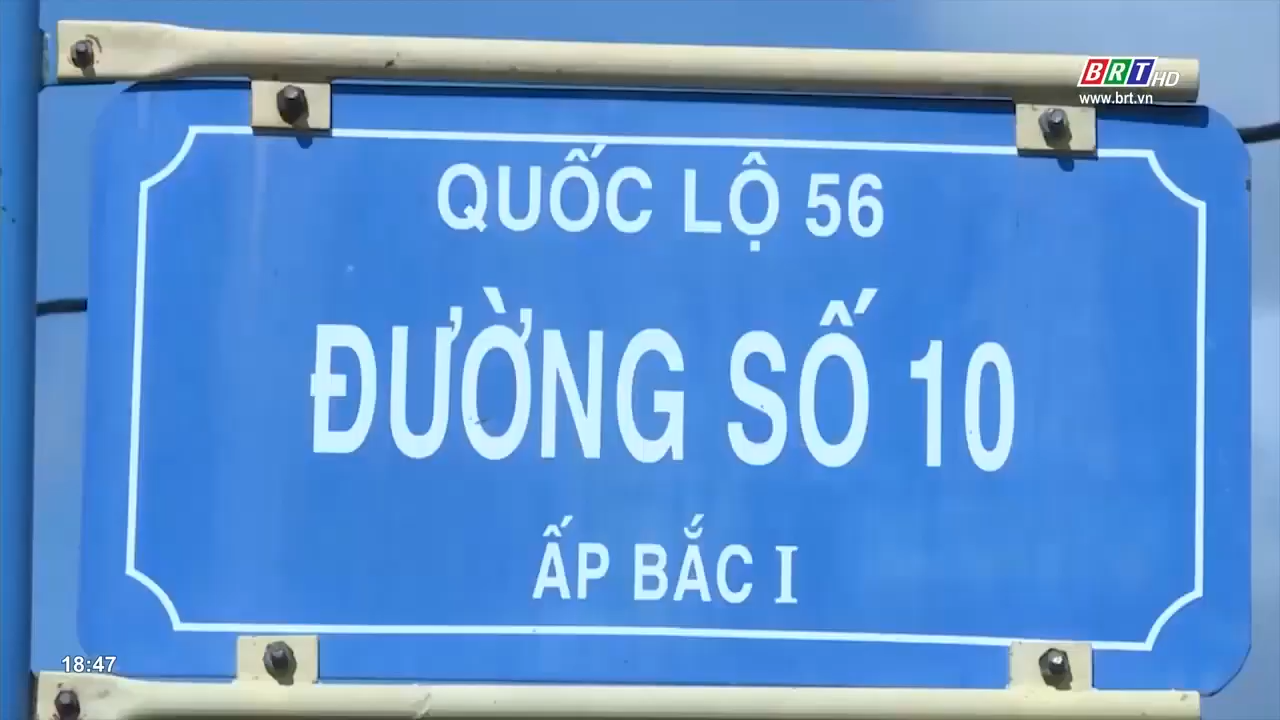 BRT HD
www.brt.vn
QUỐC LỘ 56
ĐƯỜNG SỐ 10
ẤP BẮC I
18:47